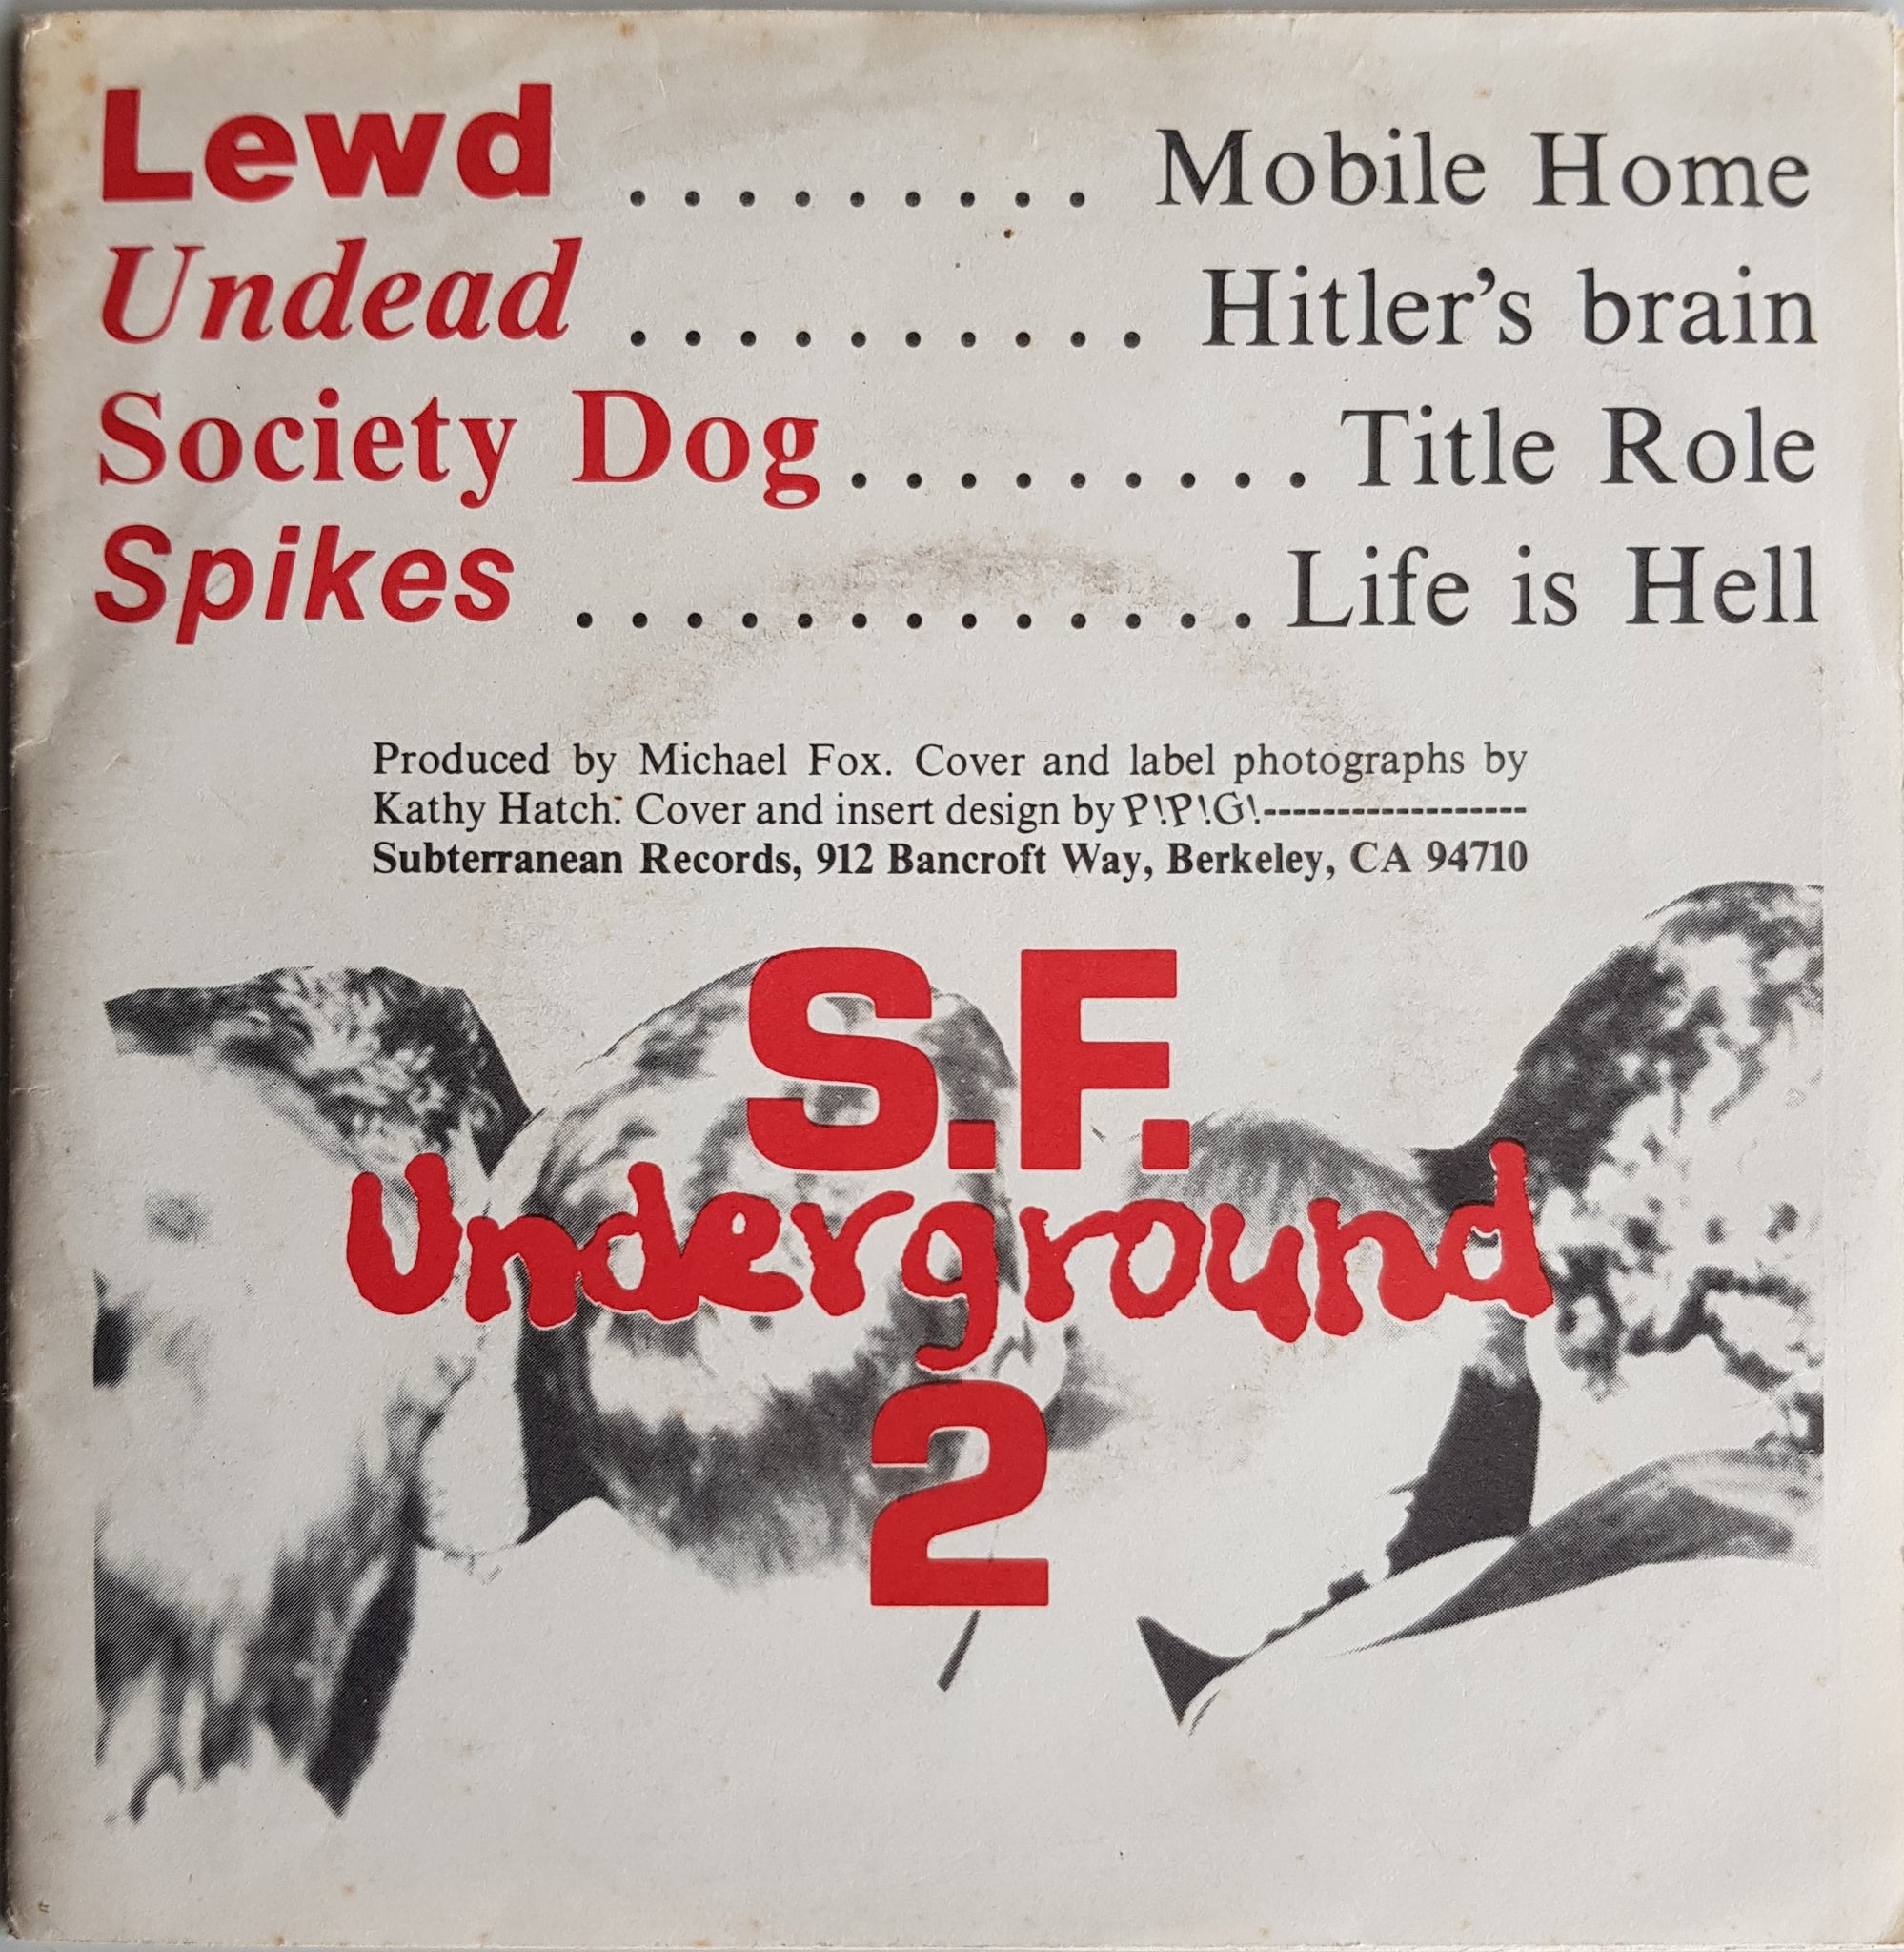 Lewd ......... Mobile Home
Undead .......... Hitler's brain
Society Dog......... Title Role
Spikes ............. Life is Hell
Produced by Michael Fox. Cover and label photographs by
Kathy Hatch. Cover and insert design by P!P!G!------------------
Subterranean Records, 912 Bancroft Way, Berkeley, CA 94710
S.F.
Underground
2